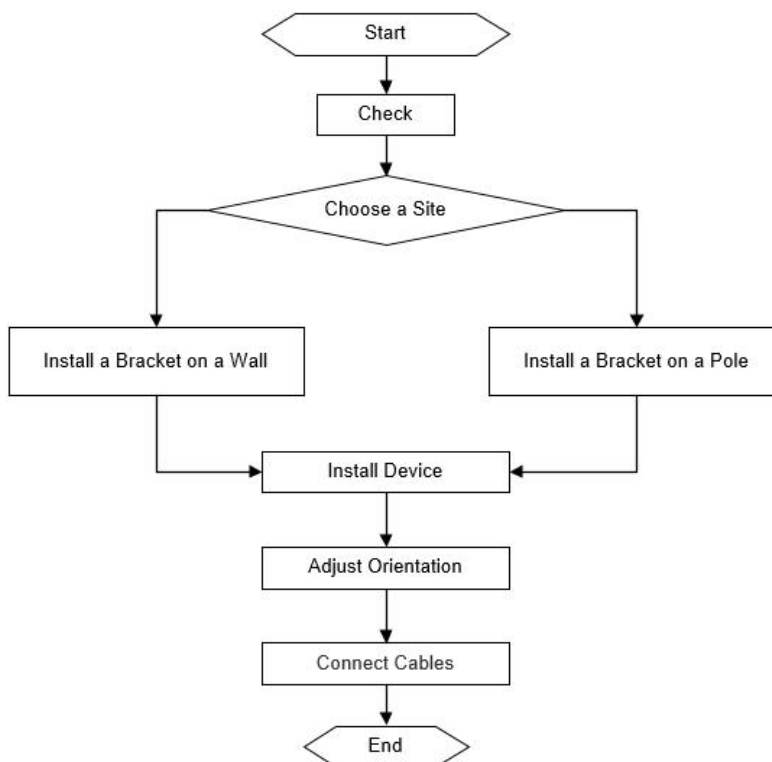 Start
Check
Choose a Site
Install a Bracket on a Wall
Install a Bracket on a Pole
Install Device
Adjust Orientation
Connect Cables
End